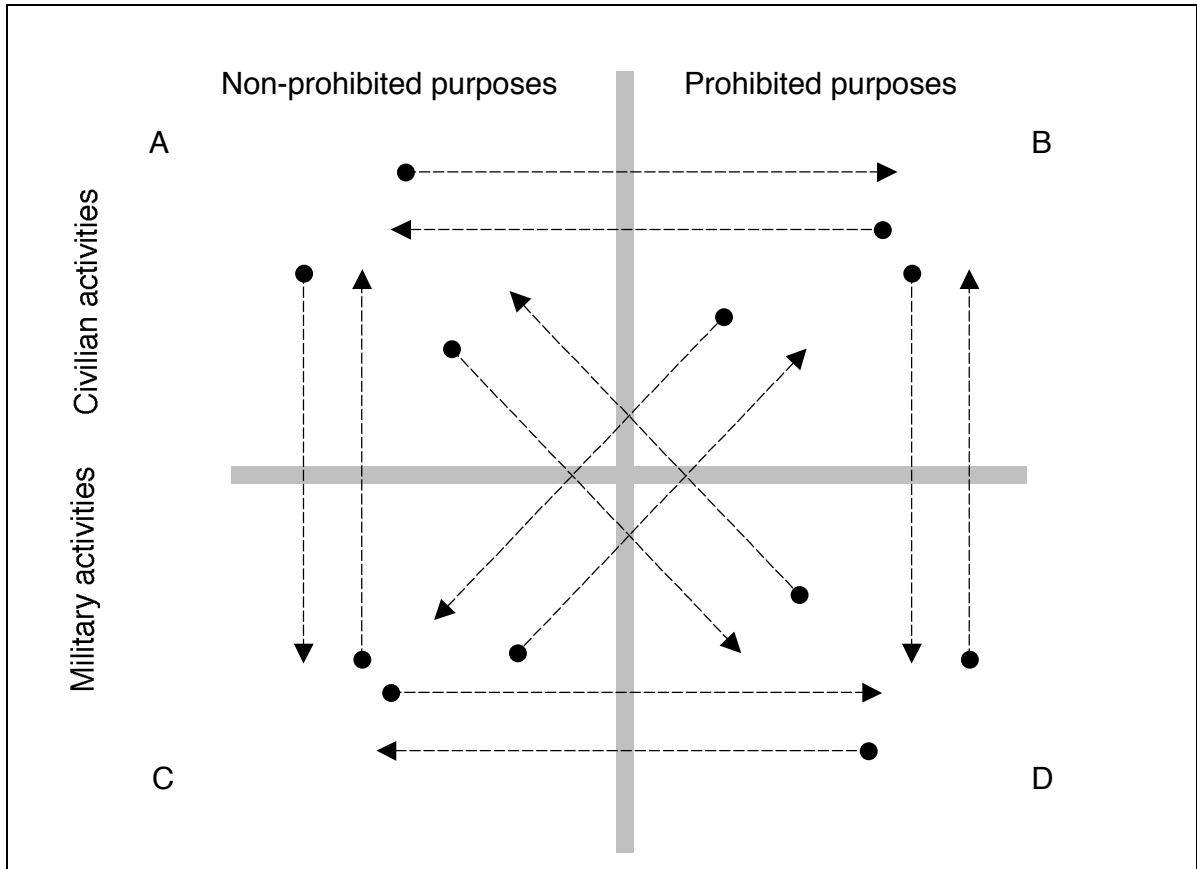 Non-prohibited purposes
Prohibited purposes
A
B
Civilian activities
Military activities
C
D